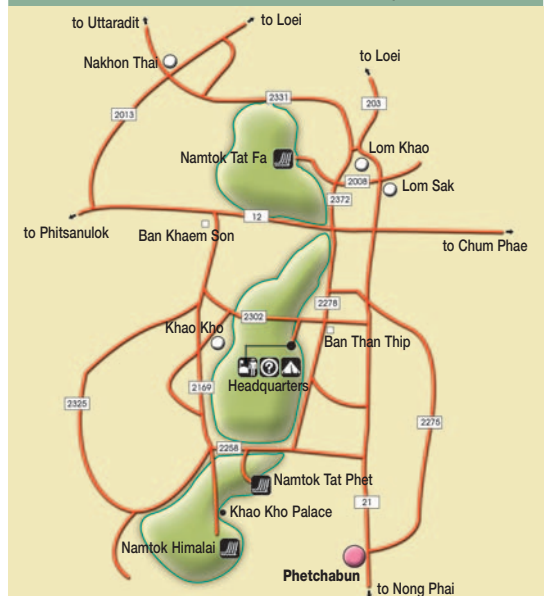 to Uttaradit
to Loei
Nakhon Thai
to Loei
2331
203
2013
Namtok Tat Fa
Lom Khao
2008
Lom Sak
2372
12
to Phitsanulok
Ban Khaem Son
to Chum Phae
2278
2302
Khao Kho
Ban Than Thip
?
Headquarters
2169
2325
2275
2258
Namtok Tat Phet
21
Khao Kho Palace
Namtok Himalai
Phetchabun
to Nong Phai